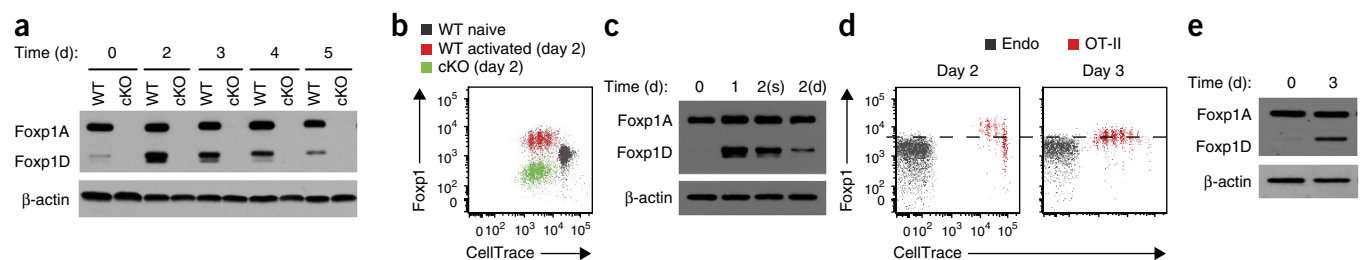 a
Time (d): 0 2 3 4 5
WT cKO WT cKO WT cKO WT cKO WT cKO
Foxp1A
Foxp1D
β-actin
b
WT naive
WT activated (day 2)
cKO (day 2)
10⁵
10⁴
10³
10²
0
Foxp1
0 10² 10³ 10⁴ 10⁵
CellTrace
c
Time (d): 0 1 2(s) 2(d)
Foxp1A
Foxp1D
β-actin
d
Endo OT-II
Day 2 Day 3
10⁵
10⁴
10³
10²
0
Foxp1
0 10² 10³ 10⁴ 10⁵ 0 10² 10³ 10⁴ 10⁵
CellTrace
e
Time (d): 0 3
Foxp1A
Foxp1D
β-actin